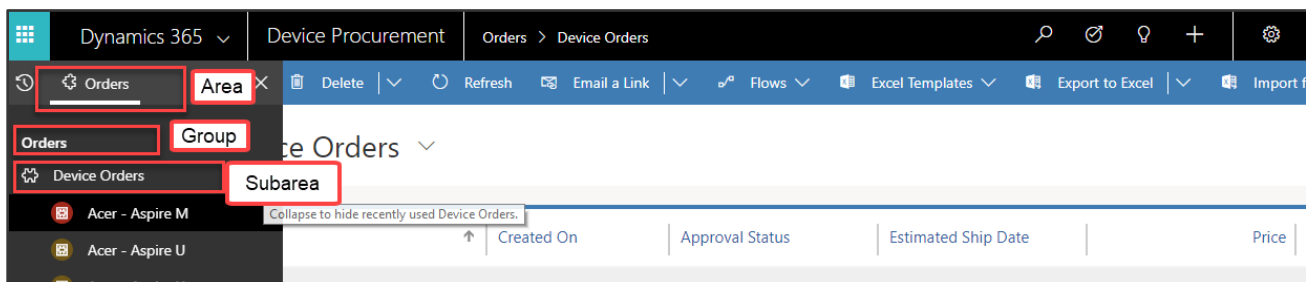 Dynamics 365 Device Procurement Orders > Device Orders
Orders Area Delete Refresh Email a Link Flows Excel Templates Export to Excel Import f
Orders Group
ce Orders
Device Orders Subarea
Acer - Aspire M Collapse to hide recently used Device Orders.
Created On Approval Status Estimated Ship Date Price
Acer - Aspire U